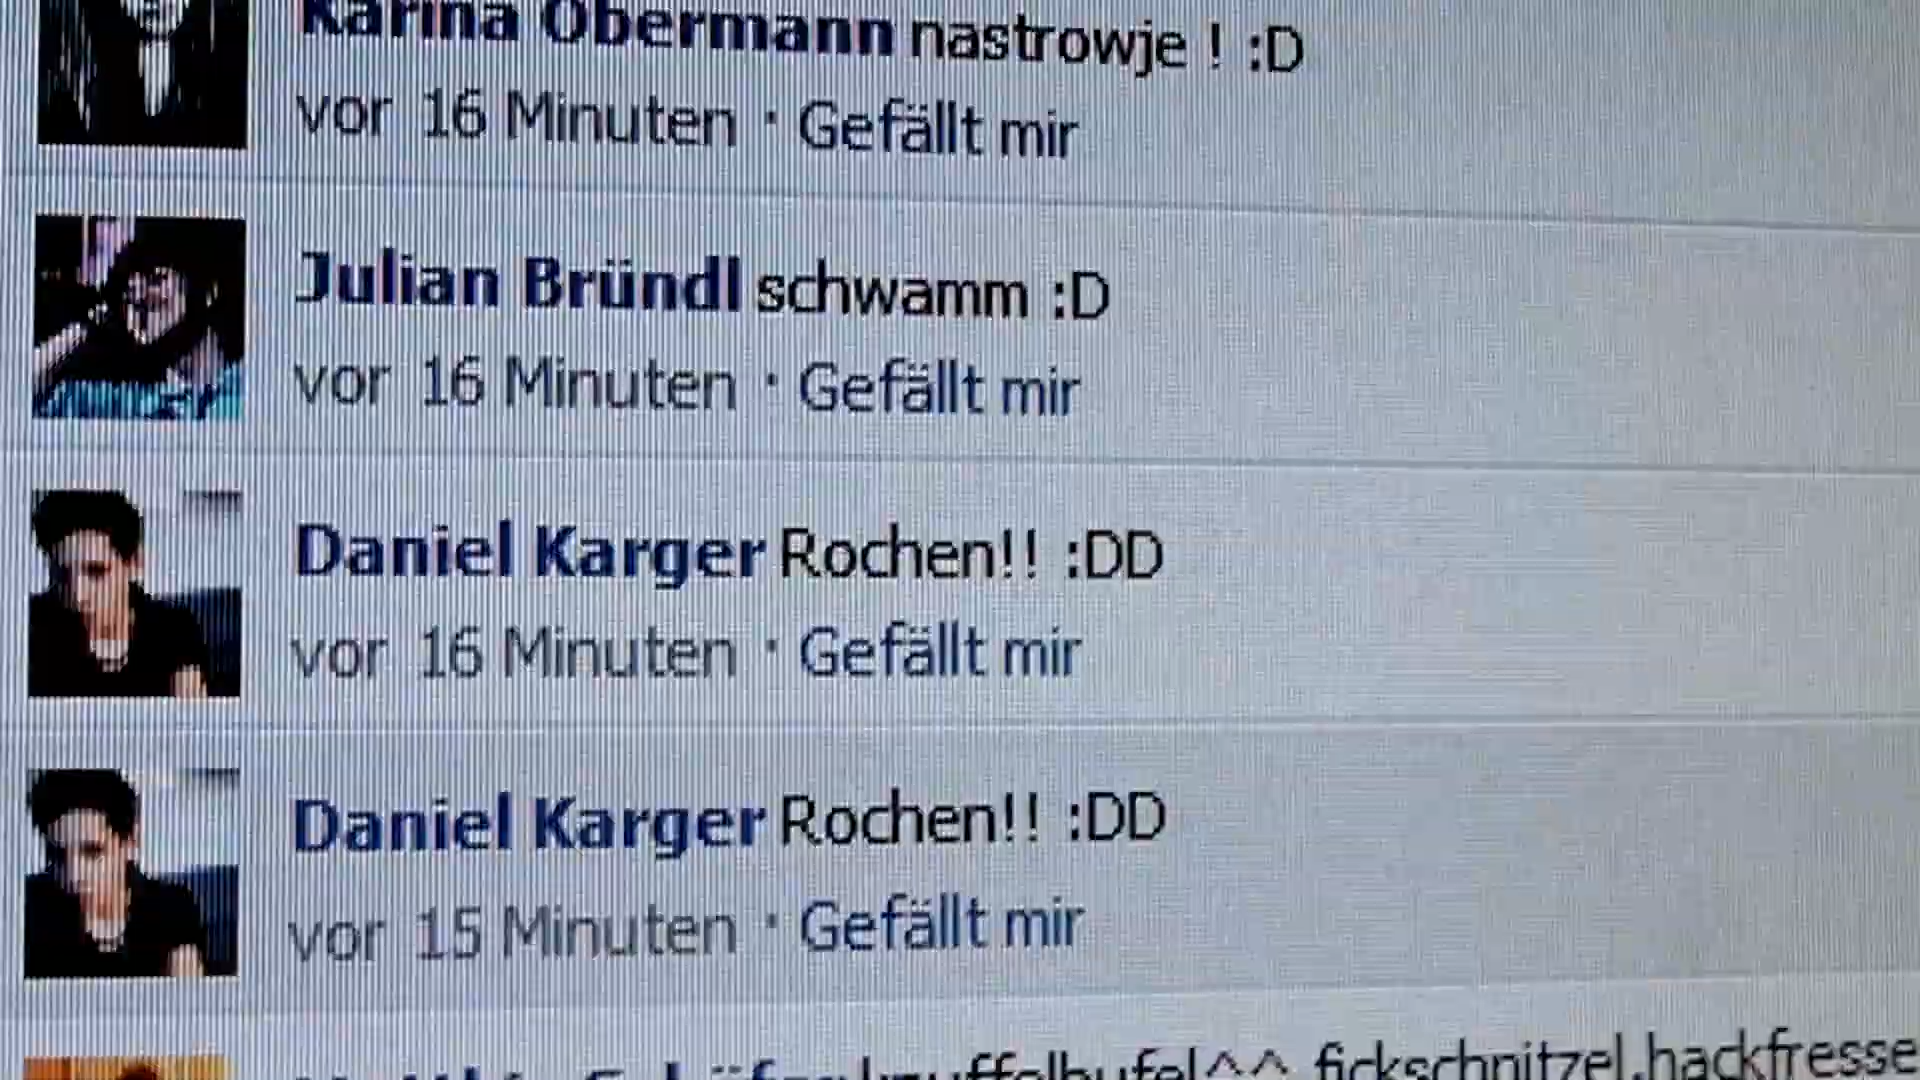 Karina Obermann nastrowje ! :D
vor 16 Minuten · Gefällt mir
Julian Bründl schwamm :D
vor 16 Minuten · Gefällt mir
Daniel Karger Rochen!! :DD
vor 16 Minuten · Gefällt mir
Daniel Karger Rochen!! :DD
vor 15 Minuten · Gefällt mir
^^ fickschnitzel,hackfresse